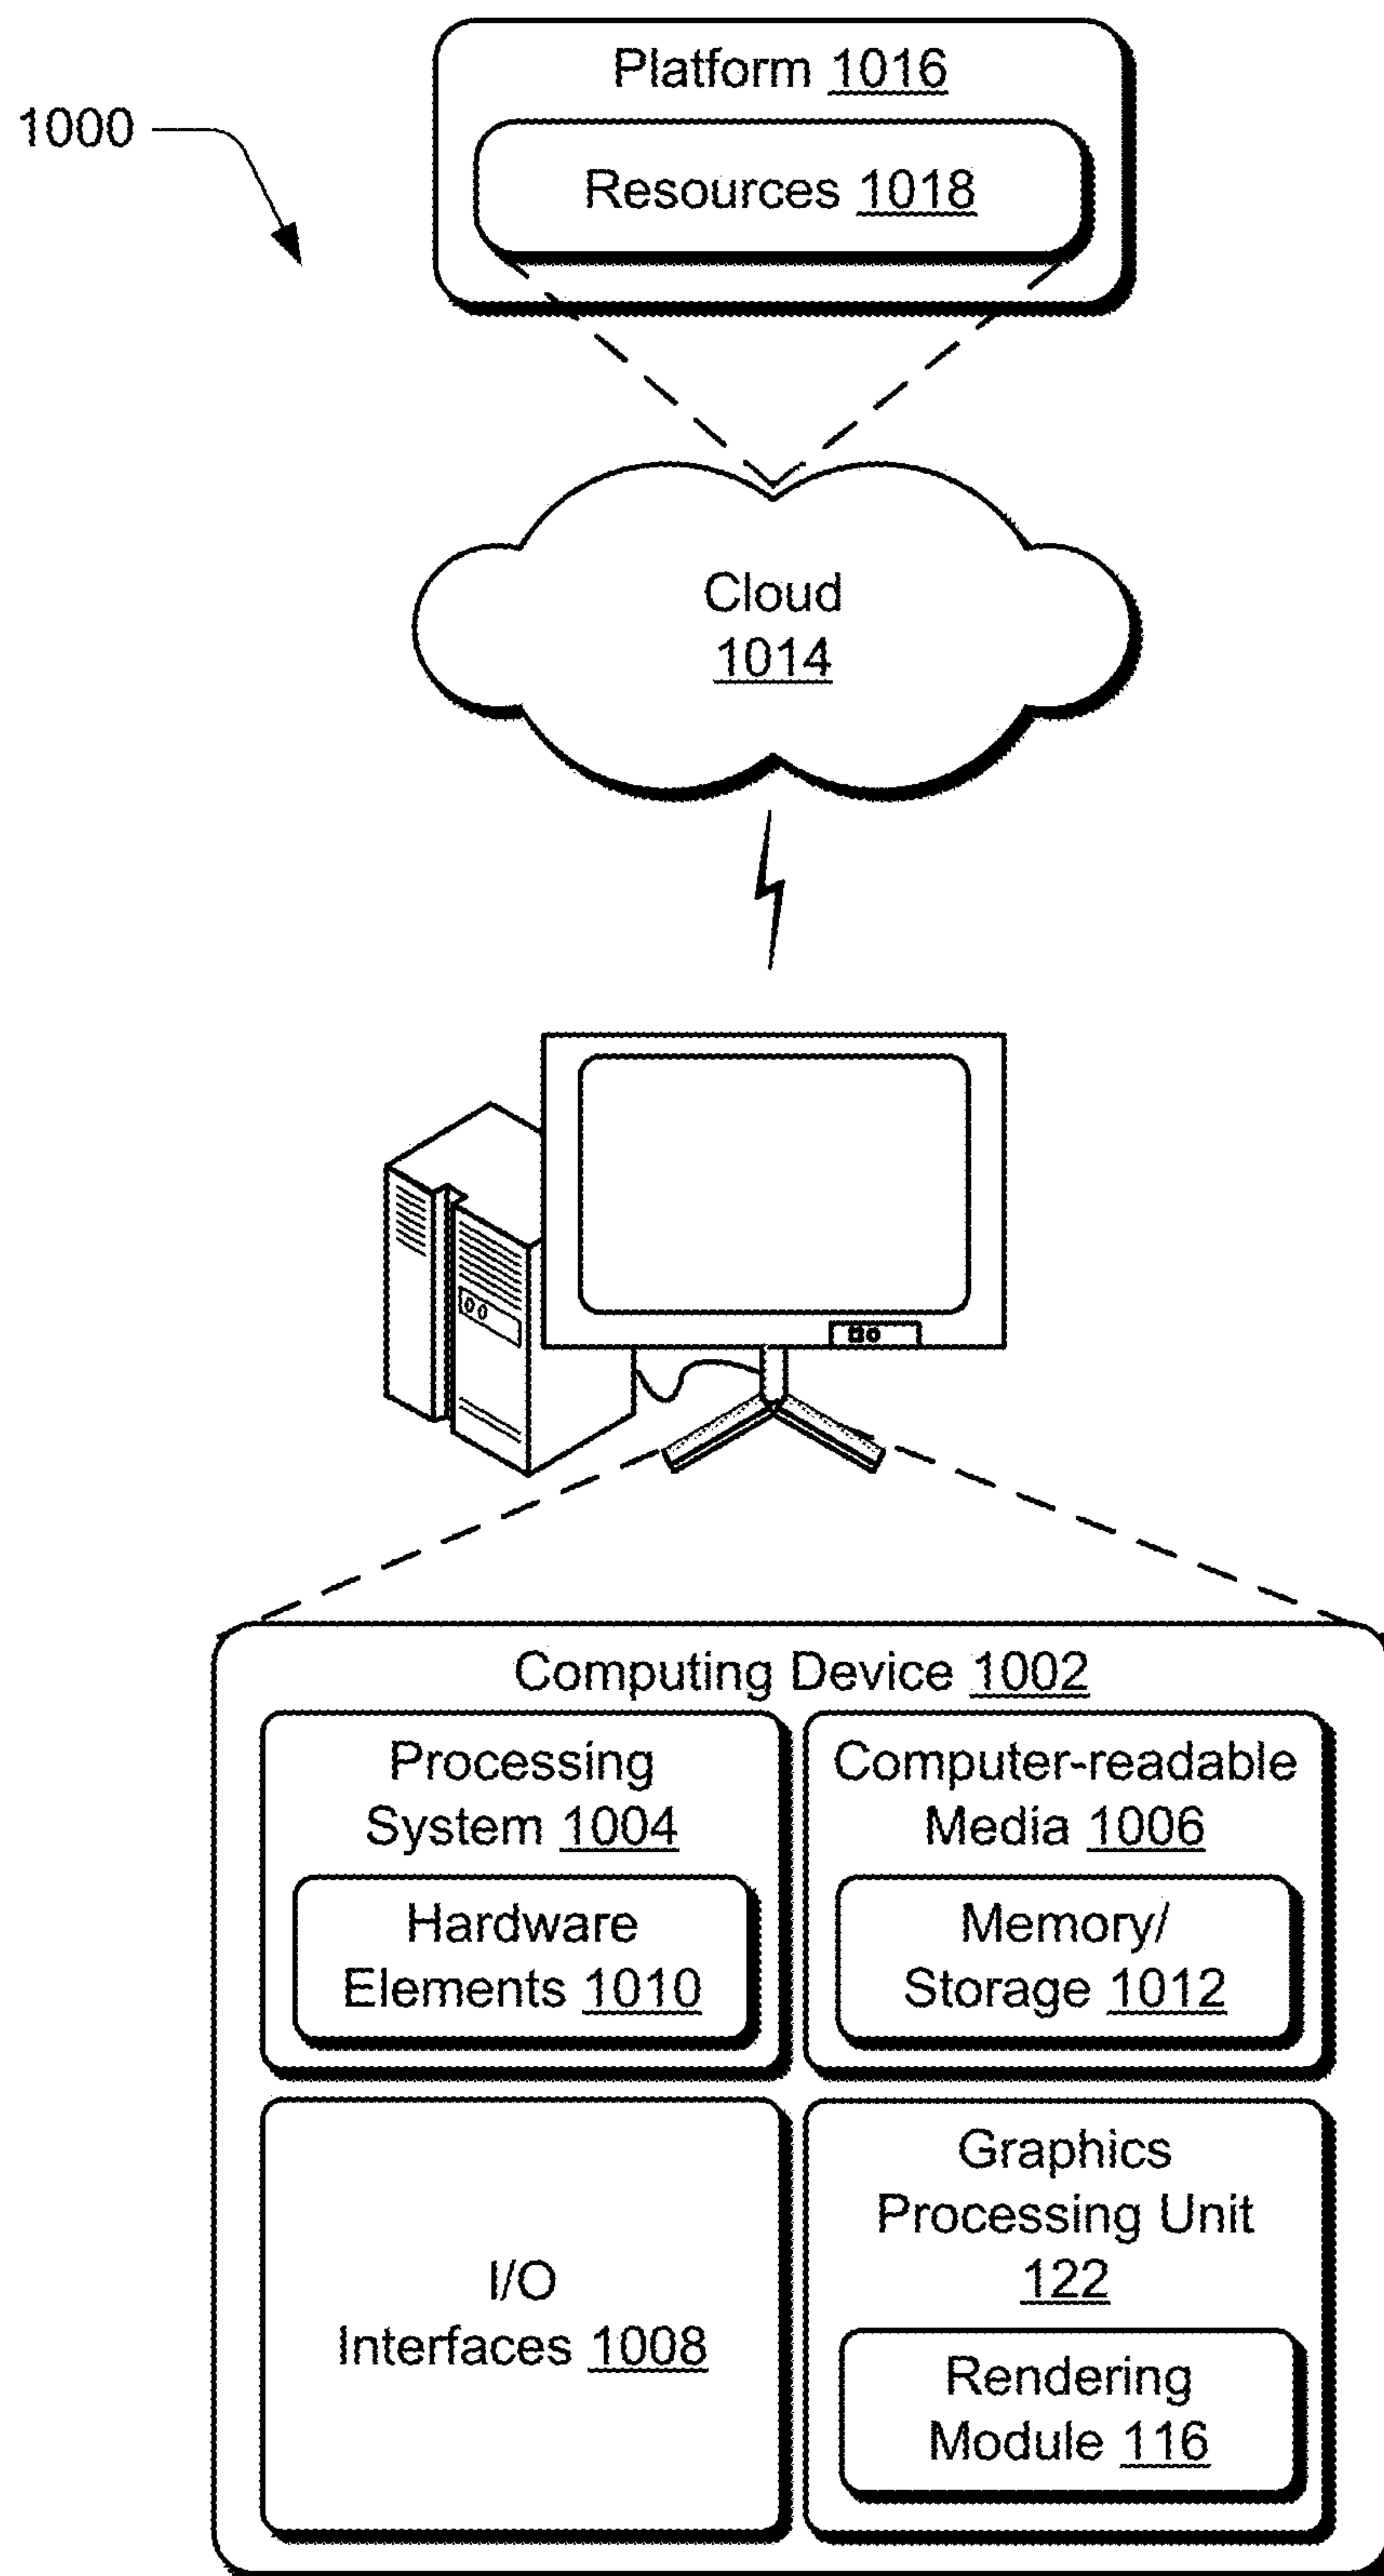 Platform 1016
1000
Resources 1018
Cloud
1014
Computing Device 1002
Processing
System 1004
Hardware
Elements 1010
Computer-readable
Media 1006
Memory/
Storage 1012
I/O
Interfaces 1008
Graphics
Processing Unit
122
Rendering
Module 116